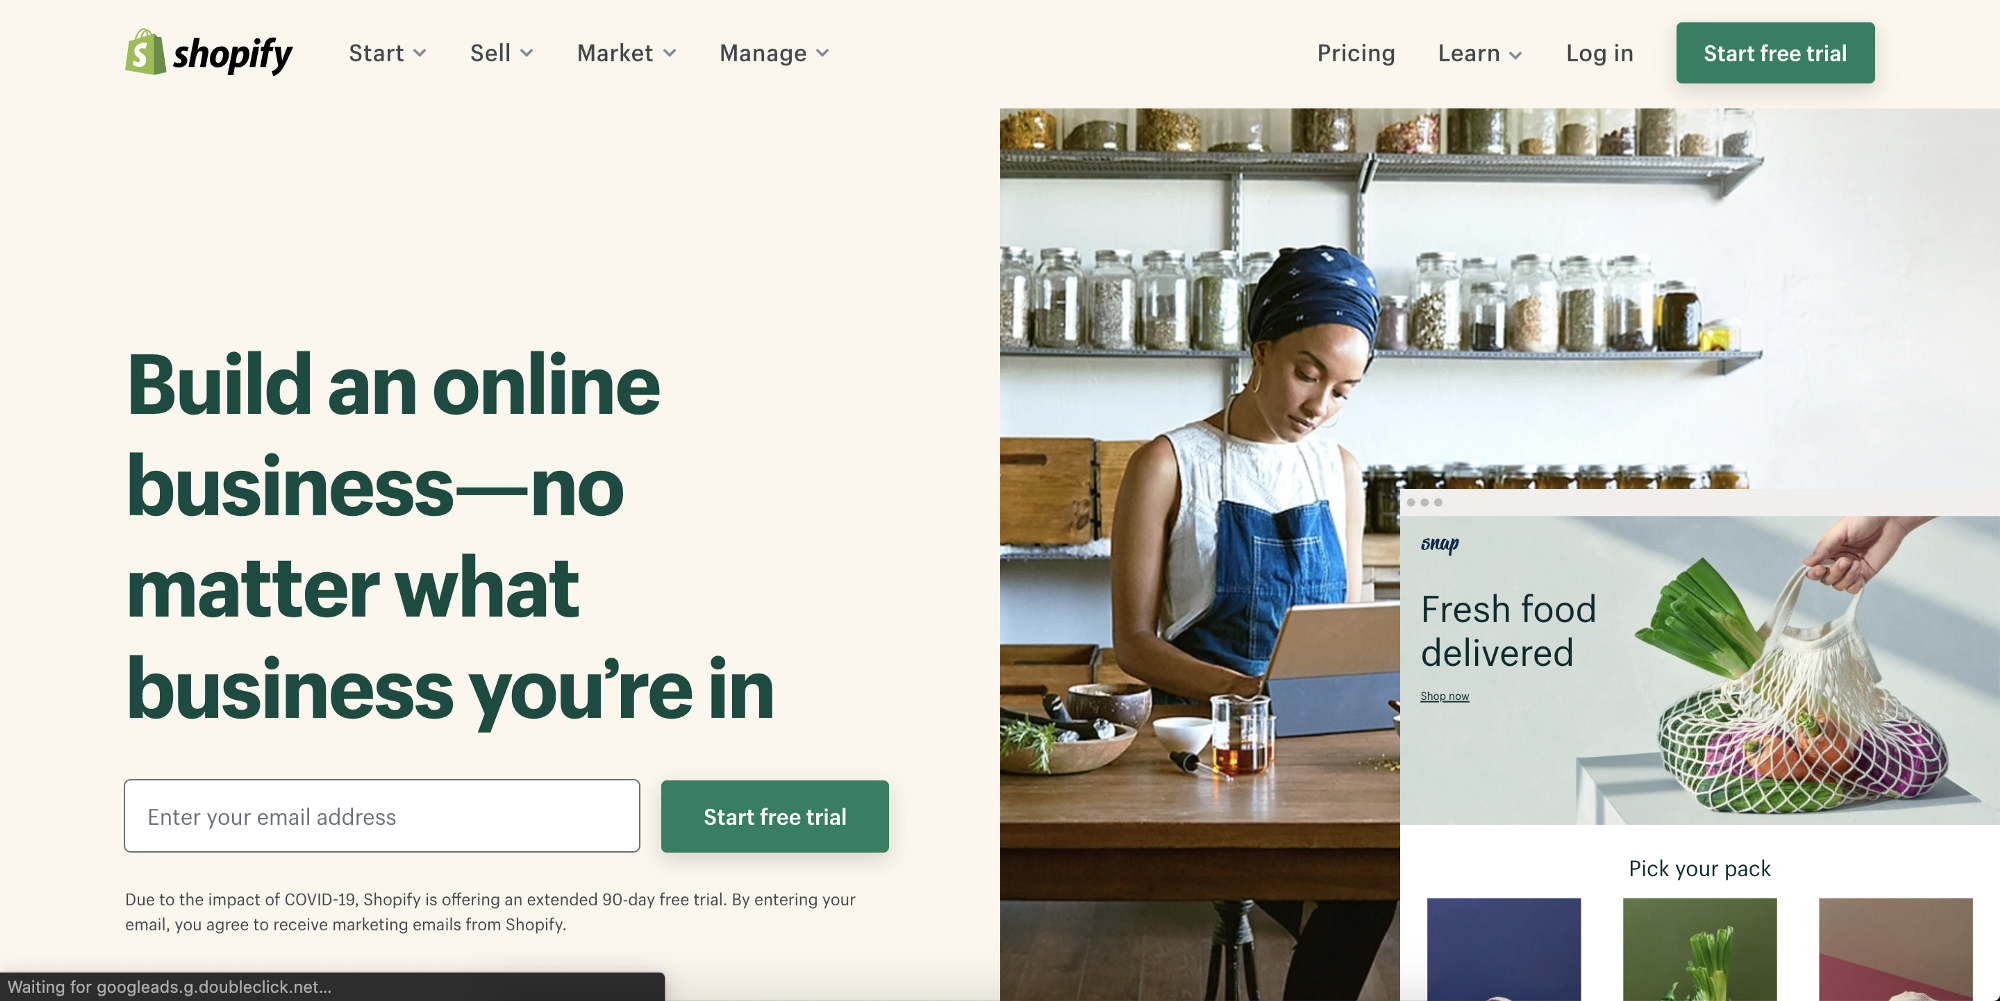 shopify
Start
Sell
Market
Manage
Pricing
Learn
Log in
Start free trial
Build an online
business—no
matter what
business you’re in
Enter your email address
Start free trial
Due to the impact of COVID-19, Shopify is offering an extended 90-day free trial. By entering your
email, you agree to receive marketing emails from Shopify.
snap
Fresh food
delivered
Shop now
Pick your pack
Waiting for googleads.g.doubleclick.net...